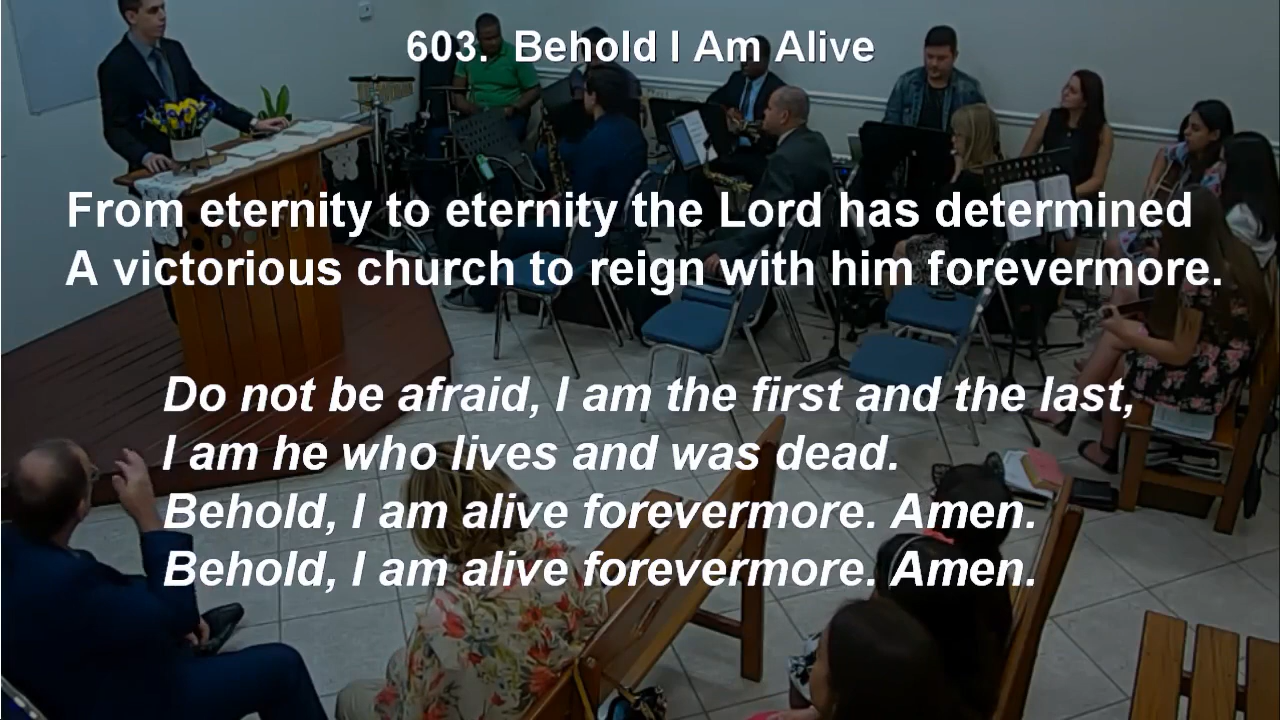 603.  Behold I Am Alive
From eternity to eternity the Lord has determined
A victorious church to reign with him forevermore.
Do not be afraid, I am the first and the last,
I am he who lives and was dead.
Behold, I am alive forevermore. Amen.
Behold, I am alive forevermore. Amen.